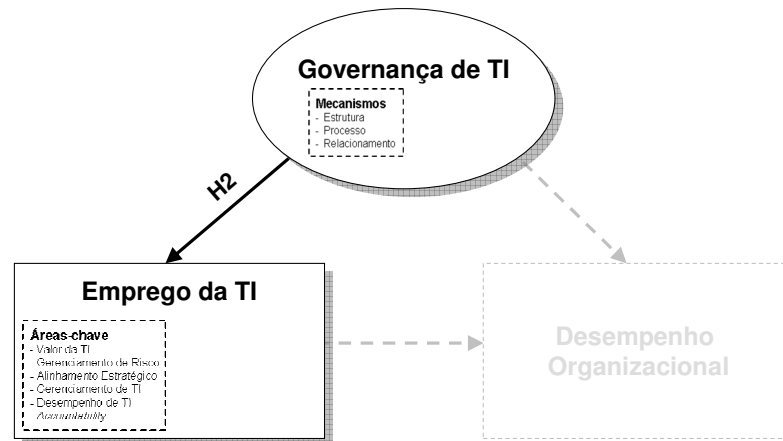 Governança de TI
Mecanismos
- Estrutura
- Processo
- Relacionamento
H2
Emprego da TI
Áreas-chave
- Valor da TI
Gerenciamento de Risco
- Alinhamento Estratégico
- Gerenciamento de TI
- Desempenho de TI
Accountability
Desempenho
Organizacional